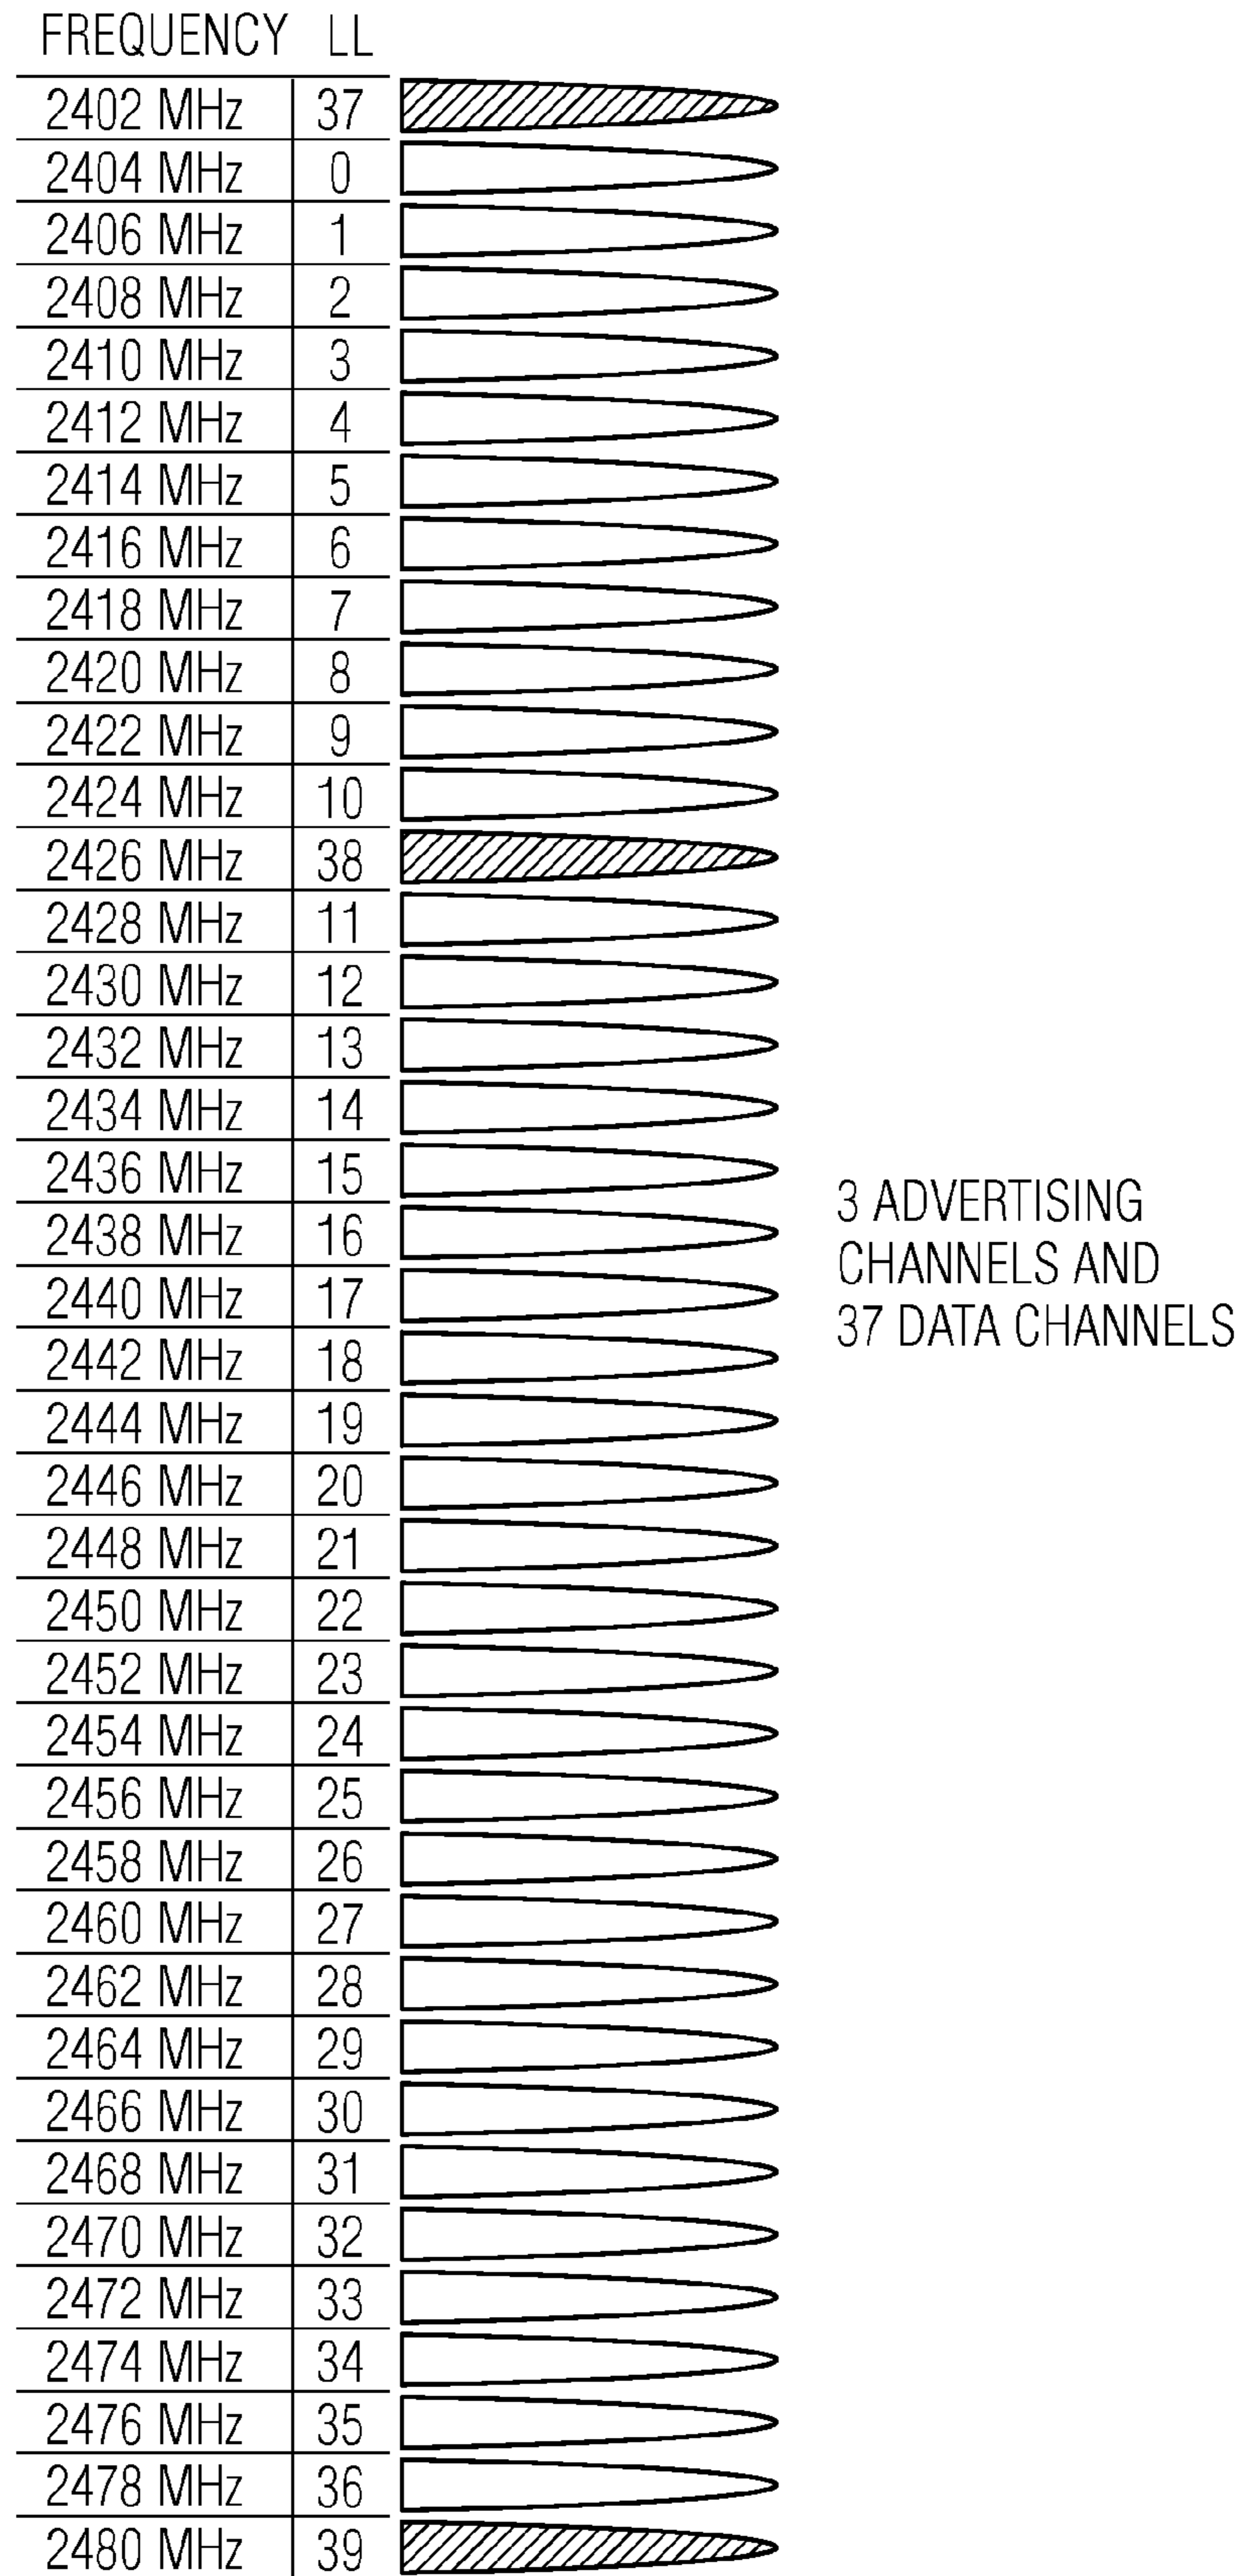 FREQUENCY LL
2402 MHz 37
2404 MHz 0
2406 MHz 1
2408 MHz 2
2410 MHz 3
2412 MHz 4
2414 MHz 5
2416 MHz 6
2418 MHz 7
2420 MHz 8
2422 MHz 9
2424 MHz 10
2426 MHz 38
2428 MHz 11
2430 MHz 12
2432 MHz 13
2434 MHz 14
2436 MHz 15
2438 MHz 16
2440 MHz 17
2442 MHz 18
2444 MHz 19
2446 MHz 20
2448 MHz 21
2450 MHz 22
2452 MHz 23
2454 MHz 24
2456 MHz 25
2458 MHz 26
2460 MHz 27
2462 MHz 28
2464 MHz 29
2466 MHz 30
2468 MHz 31
2470 MHz 32
2472 MHz 33
2474 MHz 34
2476 MHz 35
2478 MHz 36
2480 MHz 39
3 ADVERTISING
CHANNELS AND
37 DATA CHANNELS